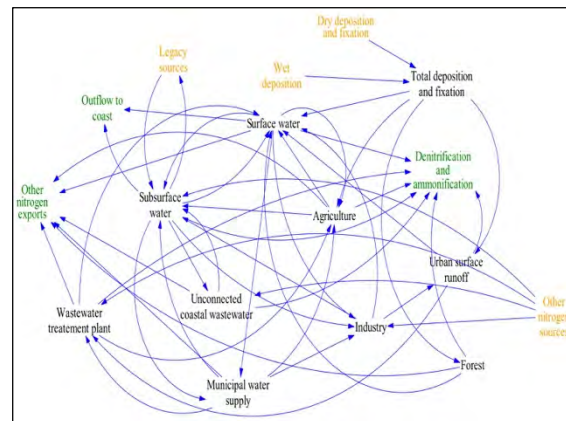 Dry deposition
and fixation
Legacy
sources
Wet
deposition
Total deposition
and fixation
Outflow to
coast
Surface water
Denitrification
and
ammonification
Other
nitrogen
exports
Subsurface
water
Agriculture
Urban surface
runoff
Unconnected
coastal wastewater
Wastewater
treatement plant
Industry
Other
nitrogen
sources
Forest
Municipal water
supply